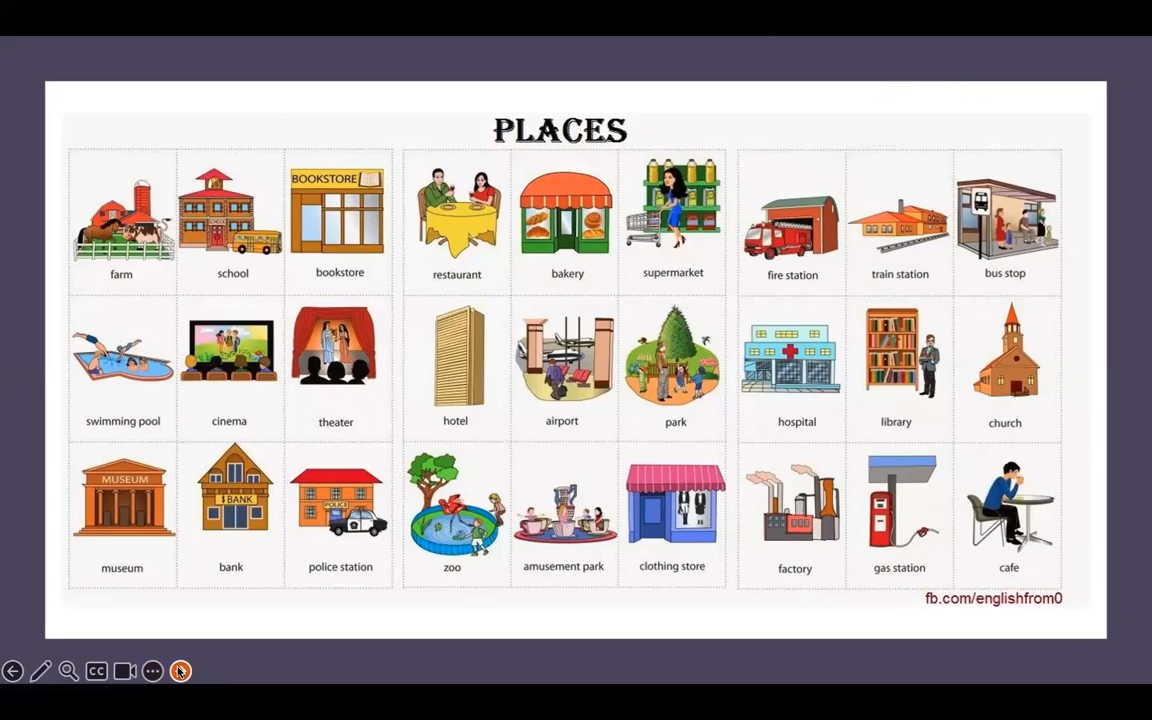 PLACES
BOOKSTORE
SCHOOL
farm
school
bookstore
restaurant
bakery
supermarket
fire station
train station
bus stop
swimming pool
cinema
theater
hotel
airport
park
hospital
library
church
MUSEUM
$ BANK
POLICE
museum
bank
police station
zoo
amusement park
clothing store
factory
gas station
cafe
fb.com/englishfrom0
CC